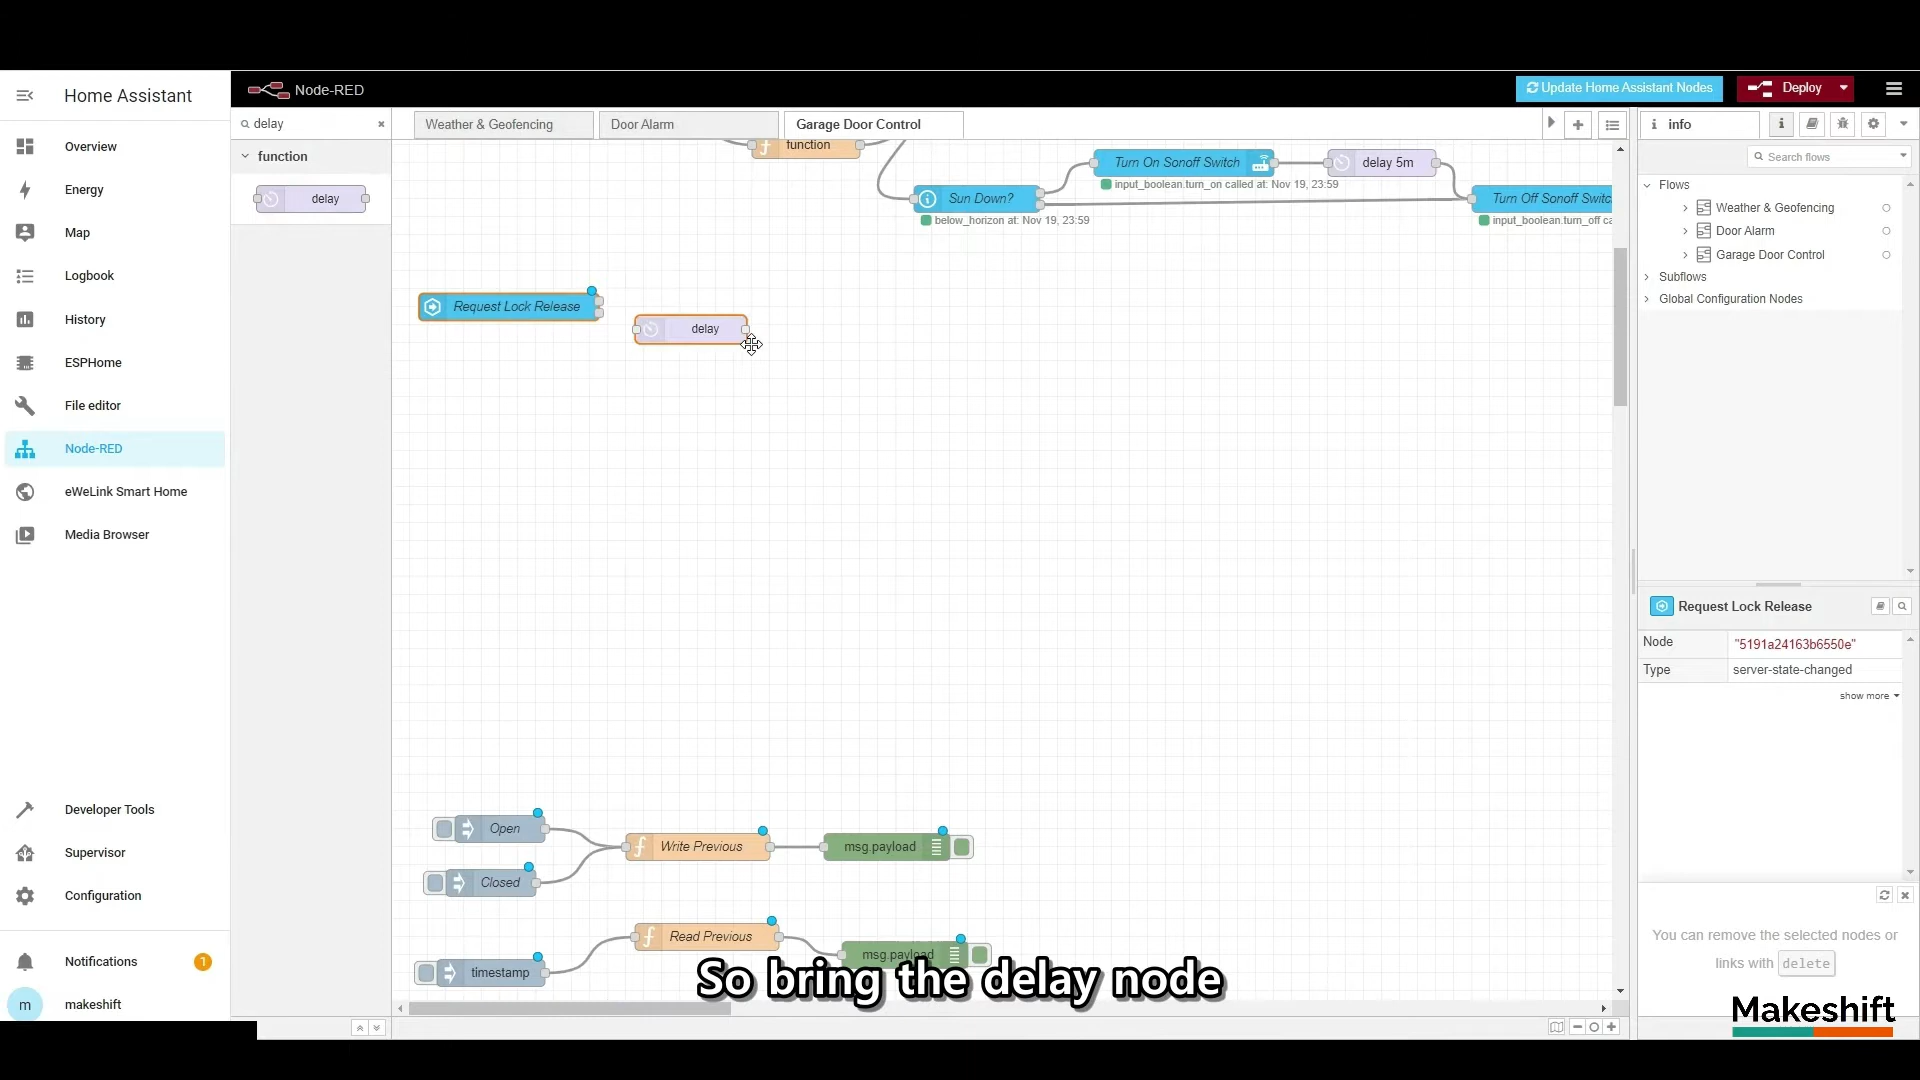 Home Assistant
Overview
Energy
Map
Logbook
History
ESPHome
File editor
Node-RED
eWeLink Smart Home
Media Browser
Developer Tools
Supervisor
Configuration
Notifications
1
m
makeshift
Node-RED
Update Home Assistant Nodes
Deploy
delay
function
delay
Weather & Geofencing
Door Alarm
Garage Door Control
function
Turn On Sonoff Switch
delay 5m
input_boolean.turn_on called at: Nov 19, 23:59
Sun Down?
Turn Off Sonoff Switc
below_horizon at: Nov 19, 23:59
input_boolean.turn_off ca
Request Lock Release
delay
Open
Write Previous
msg.payload
Closed
Read Previous
msg.payload
timestamp
So bring the delay node
i
info
i
Search flows
Flows
Weather & Geofencing
Door Alarm
Garage Door Control
Subflows
Global Configuration Nodes
Request Lock Release
Node
"5191a24163b6550e"
Type
server-state-changed
show more
You can remove the selected nodes or
links with delete
Makeshift